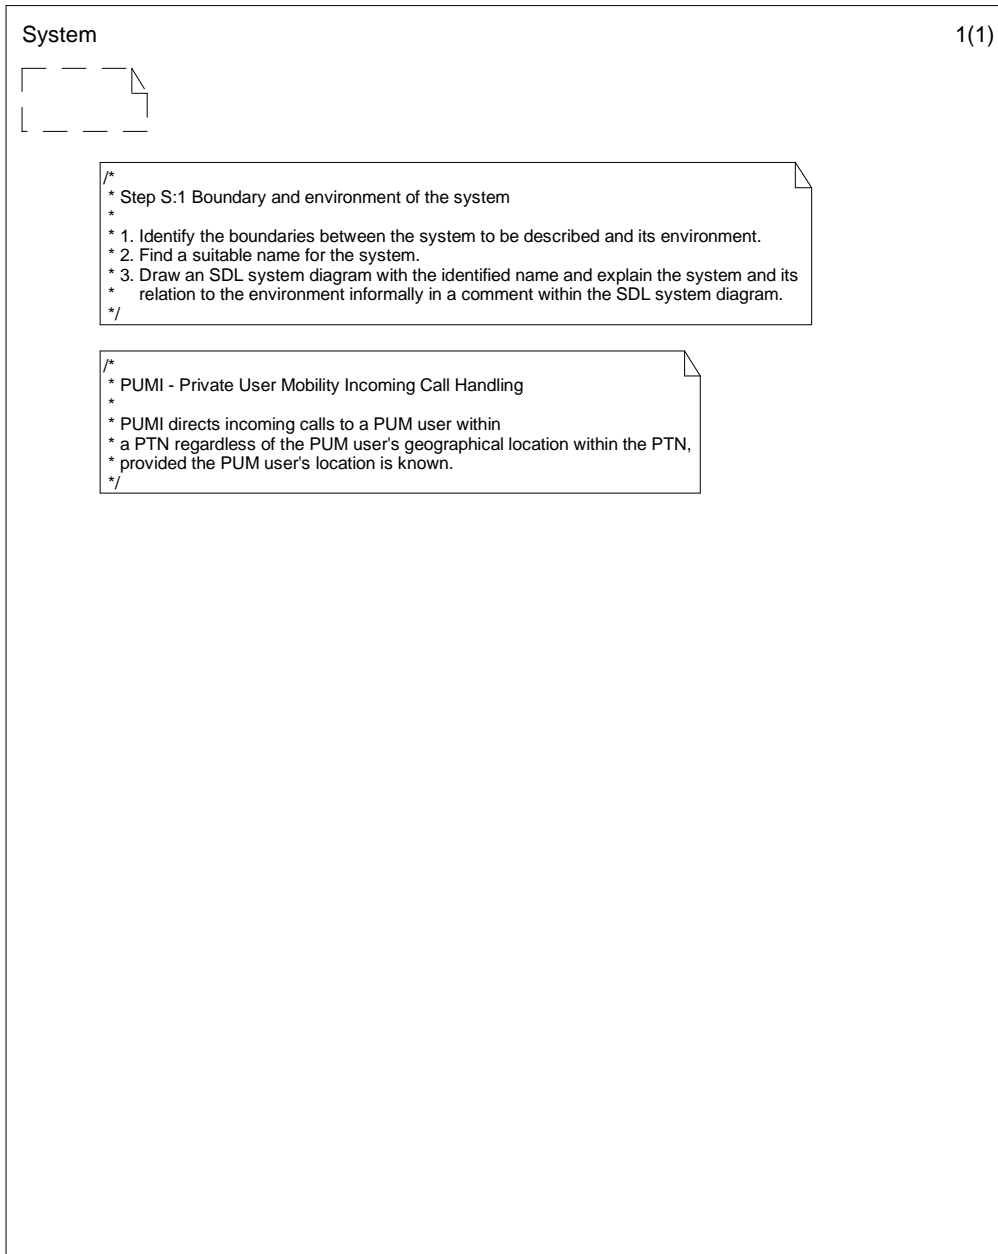 System 1(1)
/*
* Step S:1 Boundary and environment of the system
*
* 1. Identify the boundaries between the system to be described and its environment.
* 2. Find a suitable name for the system.
* 3. Draw an SDL system diagram with the identified name and explain the system and its
* relation to the environment informally in a comment within the SDL system diagram.
*/
/*
* PUMI - Private User Mobility Incoming Call Handling
*
* PUMI directs incoming calls to a PUM user within
* a PTN regardless of the PUM user's geographical location within the PTN,
* provided the PUM user's location is known.
*/